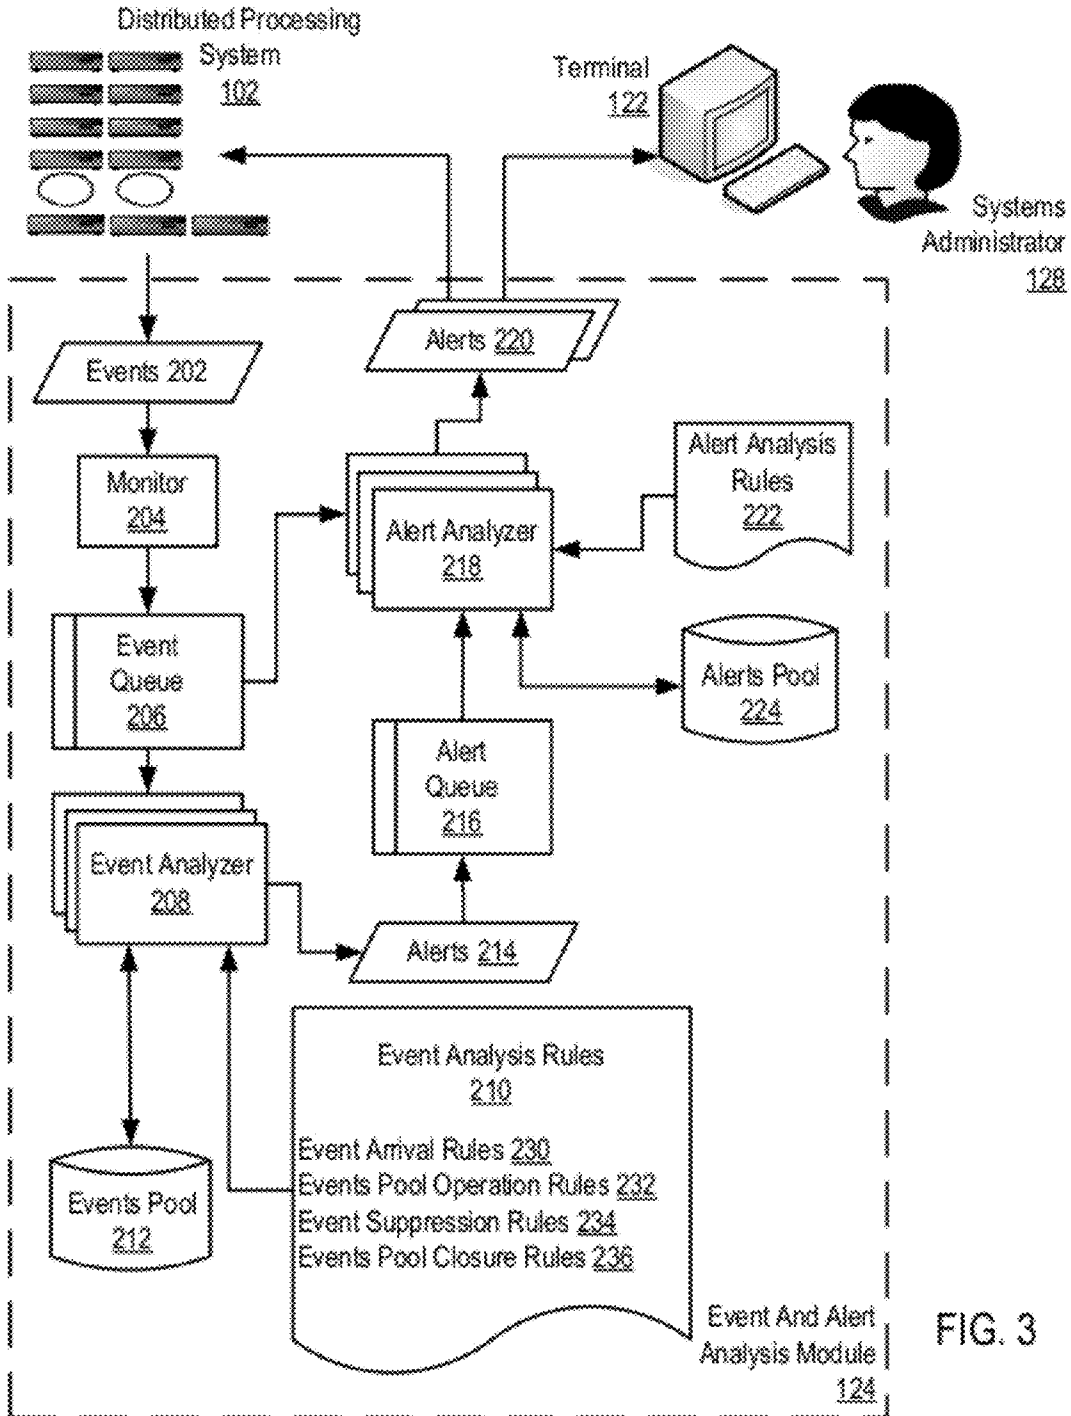 Distributed Processing
System
102
Terminal
122
Systems
Administrator
128
Alerts 220
Events 202
Monitor
204
Alert Analysis
Rules
222
Alert Analyzer
218
Event
Queue
206
Alerts Pool
224
Alert
Queue
216
Event Analyzer
208
Alerts 214
Event Analysis Rules
210
Event Arrival Rules 230
Events Pool Operation Rules 232
Event Suppression Rules 234
Events Pool Closure Rules 236
Events Pool
212
Event And Alert
Analysis Module
124
FIG. 3